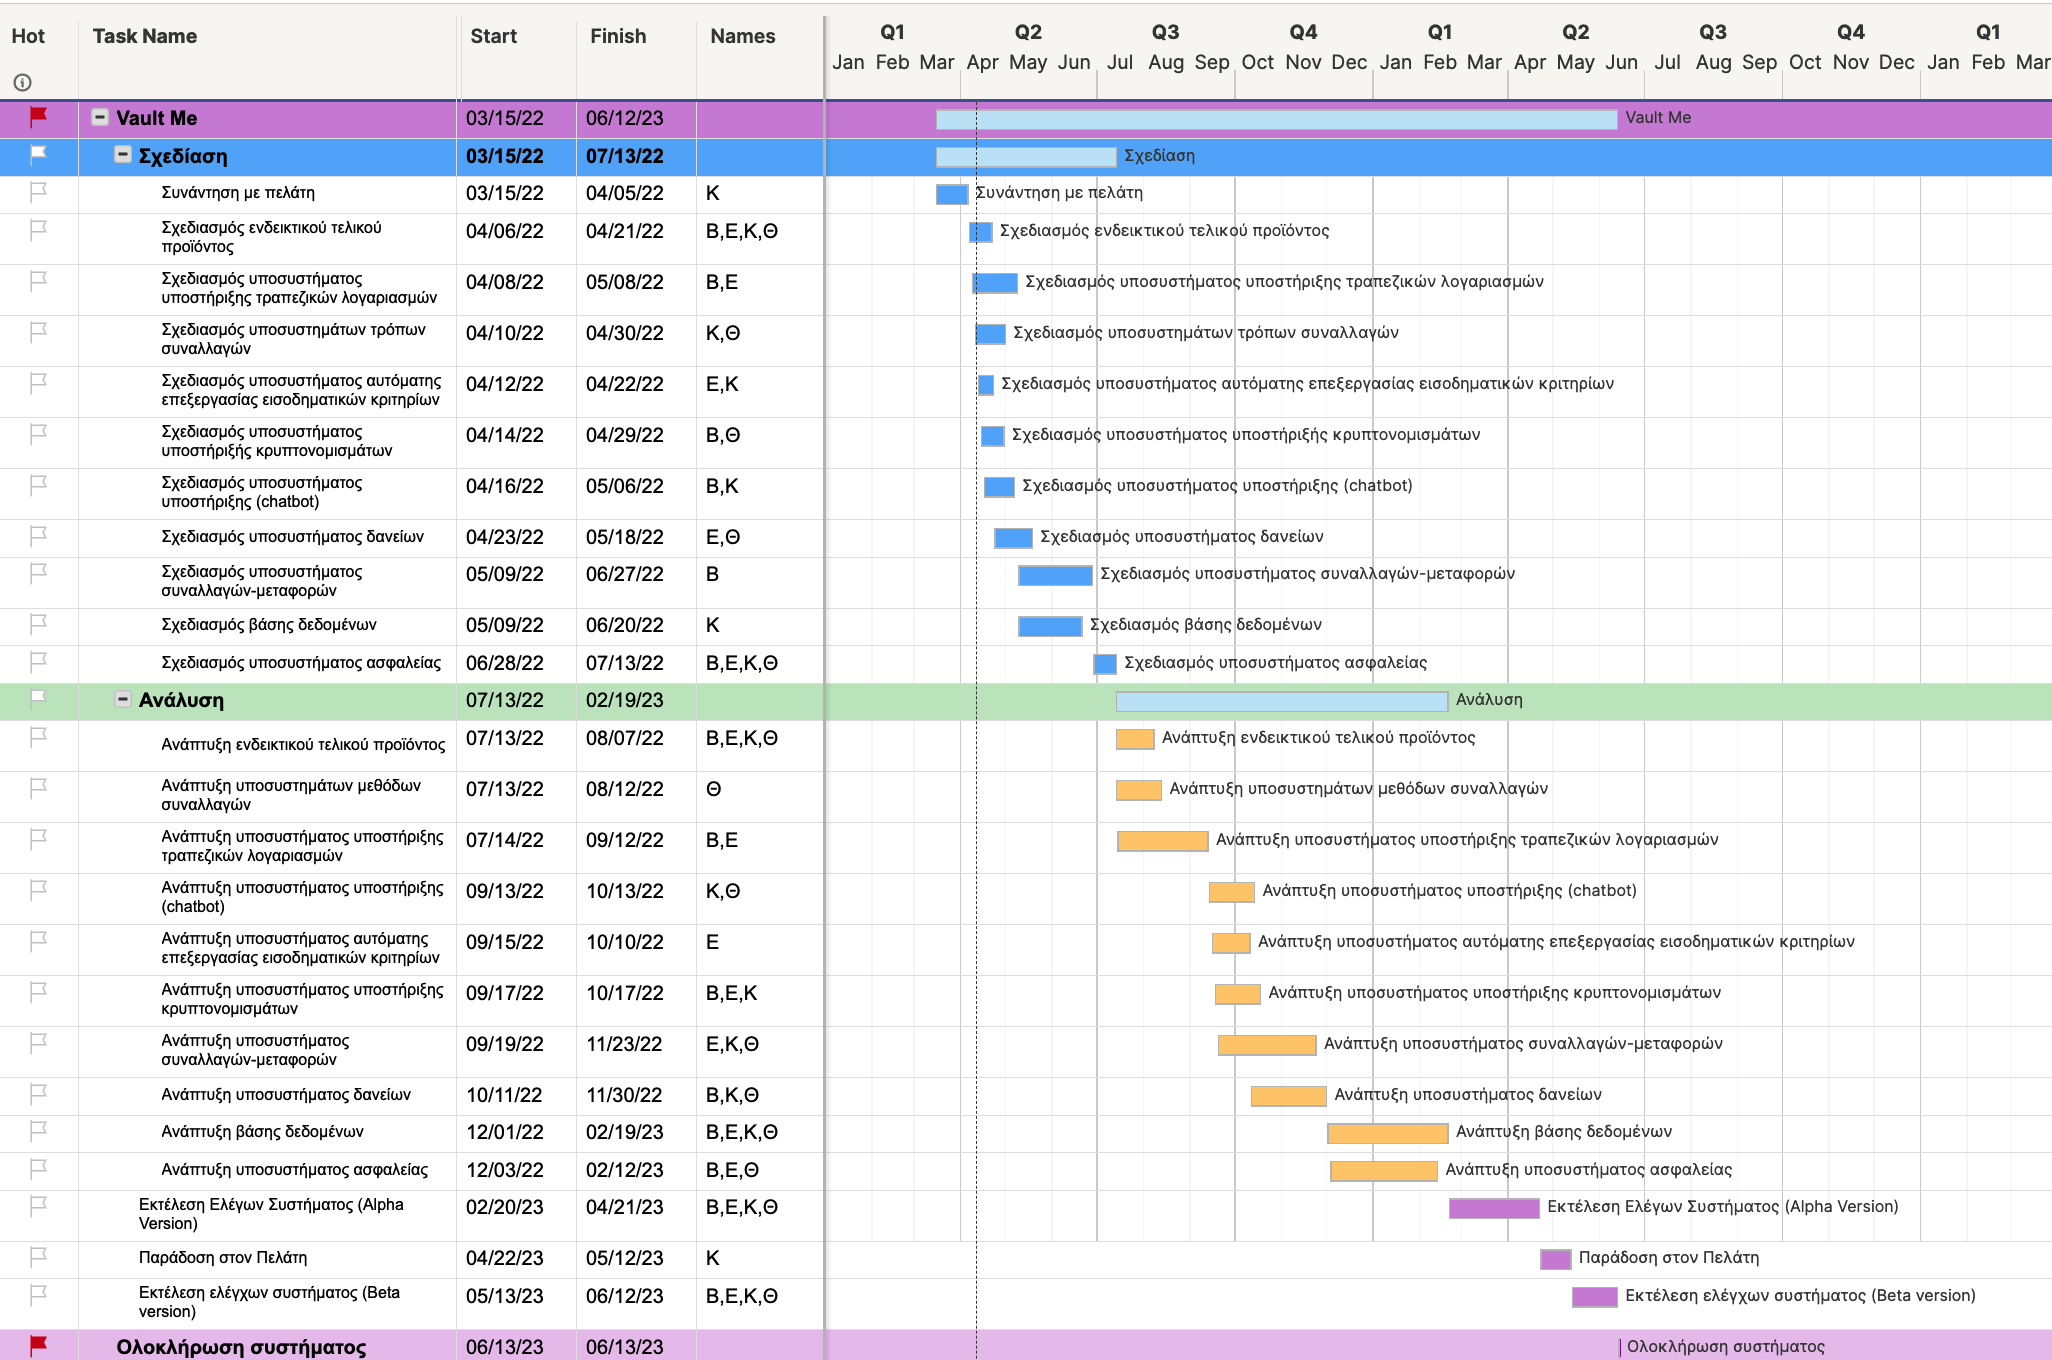 Hot Task Name Start Finish Names Q1 Q2 Q3 Q4 Q1 Q2 Q3 Q4 Q1
Jan Feb Mar Apr May Jun Jul Aug Sep Oct Nov Dec Jan Feb Mar Apr May Jun Jul Aug Sep Oct Nov Dec Jan Feb Mar
Vault Me 03/15/22 06/12/23 Vault Me
Σχεδίαση 03/15/22 07/13/22 Σχεδίαση
Συνάντηση με πελάτη 03/15/22 04/05/22 Κ Συνάντηση με πελάτη
Σχεδιασμός ενδεικτικού τελικού
προϊόντος 04/06/22 04/21/22 Β,Ε,Κ,Θ Σχεδιασμός ενδεικτικού τελικού προϊόντος
Σχεδιασμός υποσυστήματος
υποστήριξης τραπεζικών λογαριασμών 04/08/22 05/08/22 Β,Ε Σχεδιασμός υποσυστήματος υποστήριξης τραπεζικών λογαριασμών
Σχεδιασμός υποσυστημάτων τρόπων
συναλλαγών 04/10/22 04/30/22 Κ,Θ Σχεδιασμός υποσυστημάτων τρόπων συναλλαγών
Σχεδιασμός υποσυστήματος αυτόματης
επεξεργασίας εισοδηματικών κριτηρίων 04/12/22 04/22/22 Ε,Κ Σχεδιασμός υποσυστήματος αυτόματης επεξεργασίας εισοδηματικών κριτηρίων
Σχεδιασμός υποσυστήματος
υποστήριξής κρυπτονομισμάτων 04/14/22 04/29/22 Β,Θ Σχεδιασμός υποσυστήματος υποστήριξής κρυπτονομισμάτων
Σχεδιασμός υποσυστήματος
υποστήριξης (chatbot) 04/16/22 05/06/22 Β,Κ Σχεδιασμός υποσυστήματος υποστήριξης (chatbot)
Σχεδιασμός υποσυστήματος δανείων 04/23/22 05/18/22 Ε,Θ Σχεδιασμός υποσυστήματος δανείων
Σχεδιασμός υποσυστήματος
συναλλαγών-μεταφορών 05/09/22 06/27/22 Β Σχεδιασμός υποσυστήματος συναλλαγών-μεταφορών
Σχεδιασμός βάσης δεδομένων 05/09/22 06/20/22 Κ Σχεδιασμός βάσης δεδομένων
Σχεδιασμός υποσυστήματος ασφαλείας 06/28/22 07/13/22 Β,Ε,Κ,Θ Σχεδιασμός υποσυστήματος ασφαλείας
Ανάλυση 07/13/22 02/19/23 Ανάλυση
Ανάπτυξη ενδεικτικού τελικού προϊόντος 07/13/22 08/07/22 Β,Ε,Κ,Θ Ανάπτυξη ενδεικτικού τελικού προϊόντος
Ανάπτυξη υποσυστημάτων μεθόδων
συναλλαγών 07/13/22 08/12/22 Θ Ανάπτυξη υποσυστημάτων μεθόδων συναλλαγών
Ανάπτυξη υποσυστήματος υποστήριξης
τραπεζικών λογαριασμών 07/14/22 09/12/22 Β,Ε Ανάπτυξη υποσυστήματος υποστήριξης τραπεζικών λογαριασμών
Ανάπτυξη υποσυστήματος υποστήριξης
(chatbot) 09/13/22 10/13/22 Κ,Θ Ανάπτυξη υποσυστήματος υποστήριξης (chatbot)
Ανάπτυξη υποσυστήματος αυτόματης
επεξεργασίας εισοδηματικών κριτηρίων 09/15/22 10/10/22 Ε Ανάπτυξη υποσυστήματος αυτόματης επεξεργασίας εισοδηματικών κριτηρίων
Ανάπτυξη υποσυστήματος υποστήριξης
κρυπτονομισμάτων 09/17/22 10/17/22 Β,Ε,Κ Ανάπτυξη υποσυστήματος υποστήριξης κρυπτονομισμάτων
Ανάπτυξη υποσυστήματος
συναλλαγών-μεταφορών 09/19/22 11/23/22 Ε,Κ,Θ Ανάπτυξη υποσυστήματος συναλλαγών-μεταφορών
Ανάπτυξη υποσυστήματος δανείων 10/11/22 11/30/22 Β,Κ,Θ Ανάπτυξη υποσυστήματος δανείων
Ανάπτυξη βάσης δεδομένων 12/01/22 02/19/23 Β,Ε,Κ,Θ Ανάπτυξη βάσης δεδομένων
Ανάπτυξη υποσυστήματος ασφαλείας 12/03/22 02/12/23 Β,Ε,Θ Ανάπτυξη υποσυστήματος ασφαλείας
Εκτέλεση Ελέγων Συστήματος (Alpha
Version) 02/20/23 04/21/23 Β,Ε,Κ,Θ Εκτέλεση Ελέγων Συστήματος (Alpha Version)
Παράδοση στον Πελάτη 04/22/23 05/12/23 Κ Παράδοση στον Πελάτη
Εκτέλεση ελέγχων συστήματος (Beta
version) 05/13/23 06/12/23 Β,Ε,Κ,Θ Εκτέλεση ελέγχων συστήματος (Beta version)
Ολοκλήρωση συστήματος 06/13/23 06/13/23 Ολοκλήρωση συστήματος